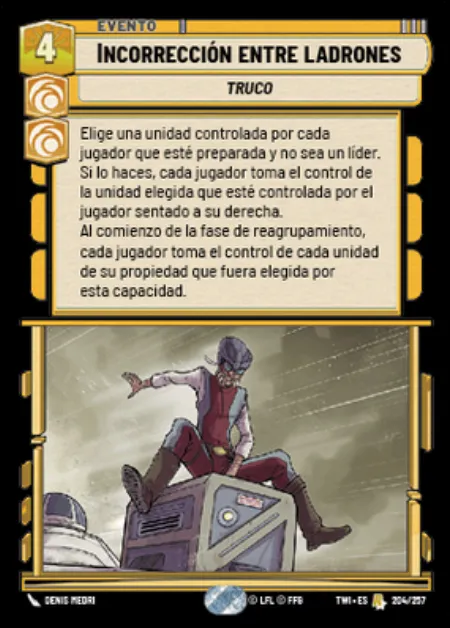 EVENTO
4
INCORRECCIÓN ENTRE LADRONES
TRUCO
Elige una unidad controlada por cada
jugador que esté preparada y no sea un líder.
Si lo haces, cada jugador toma el control de
la unidad elegida que esté controlada por el
jugador sentado a su derecha.
Al comienzo de la fase de reagrupamiento,
cada jugador toma el control de cada unidad
de su propiedad que fuera elegida por
esta capacidad.
DENIS MEDRI
© LFL © FFG
TWI • ES
204/257